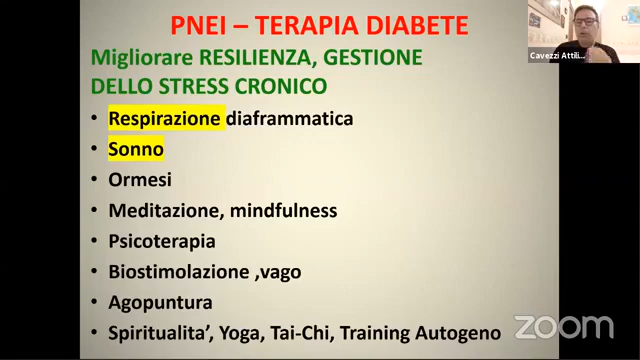 PNEI – TERAPIA DIABETE
Migliorare RESILIENZA, GESTIONE
DELLO STRESS CRONICO
• Respirazione diaframmatica
• Sonno
• Ormesi
• Meditazione, mindfulness
• Psicoterapia
• Biostimolazione ,vago
• Agopuntura
• Spiritualita’, Yoga, Tai-Chi, Training Autogeno
Cavezzi Attili...
zoom